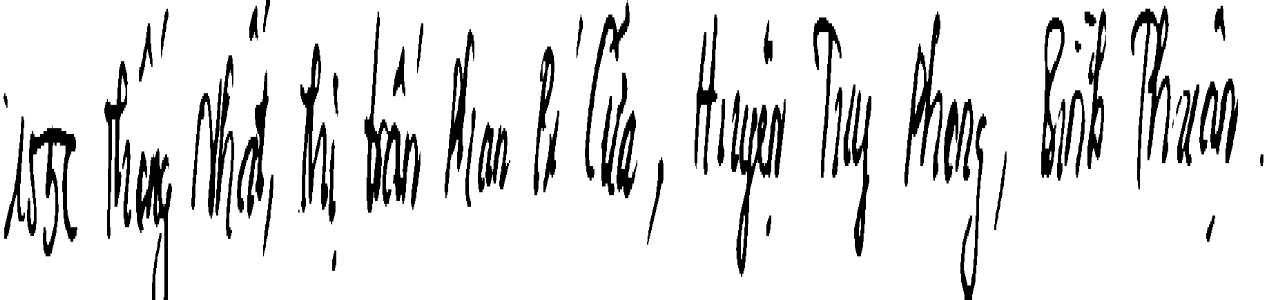 155C Thống Nhất, Thị trấn Phan Rí Cửa, Huyện Tuy Phong, Bình Thuận.